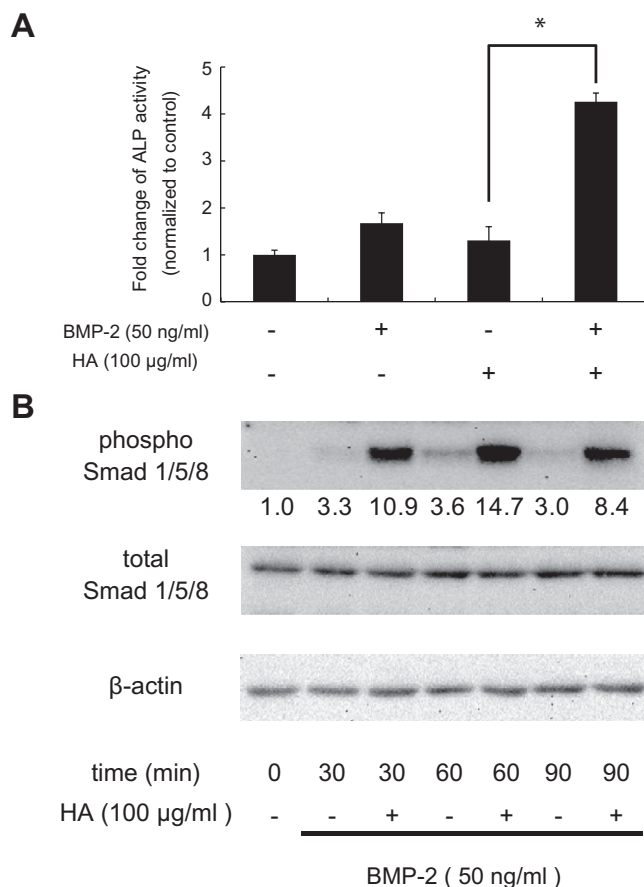 A
*
Fold change of ALP activity
(normalized to control)
5
4
3
2
1
0
BMP-2 (50 ng/ml) - + - +
HA (100 µg/ml) - - + +
B
phospho
Smad 1/5/8
1.0 3.3 10.9 3.6 14.7 3.0 8.4
total
Smad 1/5/8
β-actin
time (min) 0 30 30 60 60 90 90
HA (100 µg/ml ) - - + - + - +
BMP-2 ( 50 ng/ml )